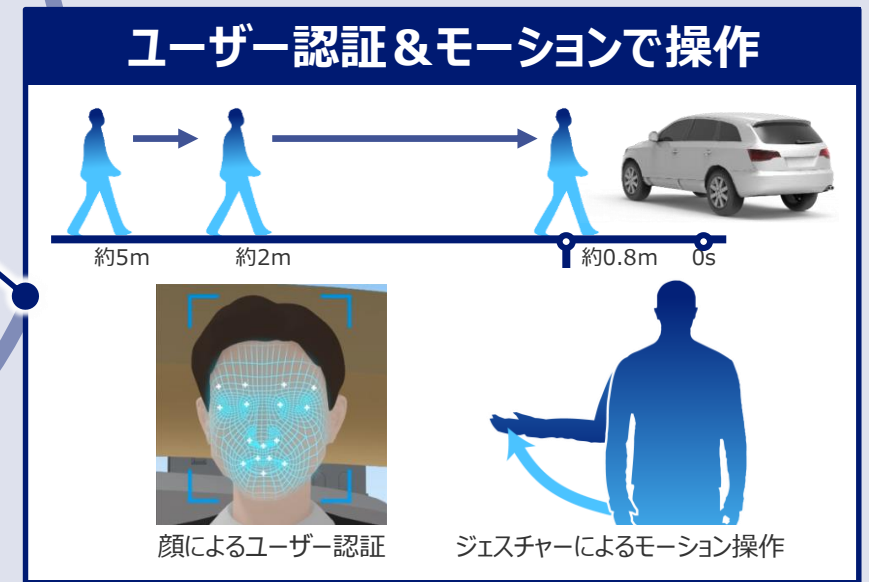 ユーザー認証&モーションで操作
約5m
約2m
約0.8m
0s
顔によるユーザー認証
ジェスチャーによるモーション操作